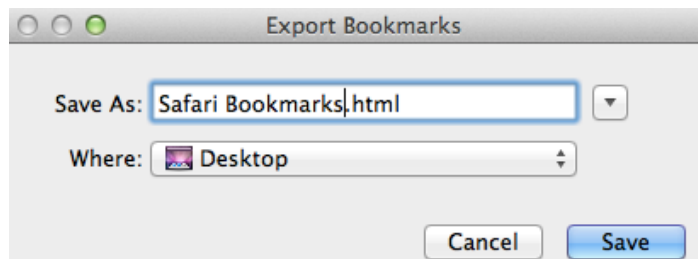 Export Bookmarks
Save As: Safari Bookmarks.html
Where: Desktop
Cancel Save